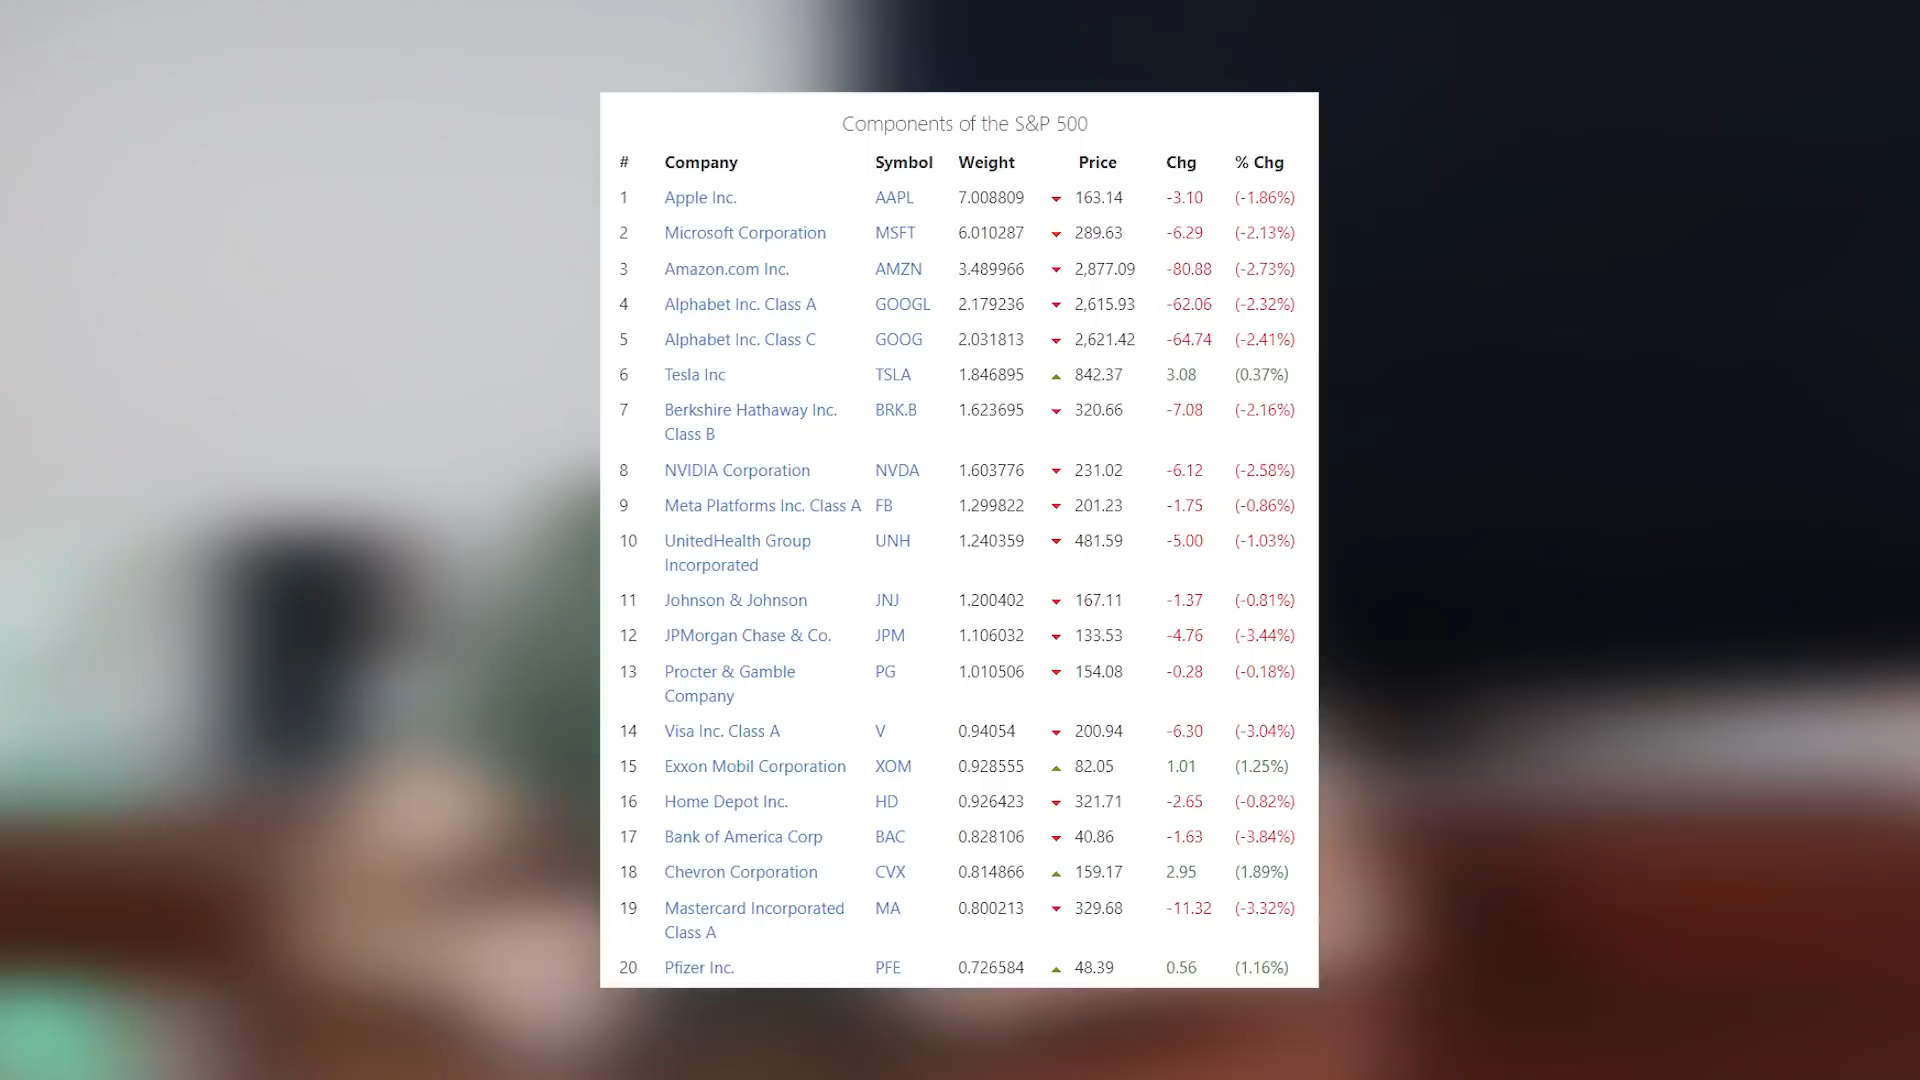 Components of the S&P 500
# Company Symbol Weight Price Chg % Chg
1 Apple Inc. AAPL 7.008809 163.14 -3.10 (-1.86%)
2 Microsoft Corporation MSFT 6.010287 289.63 -6.29 (-2.13%)
3 Amazon.com Inc. AMZN 3.489966 2,877.09 -80.88 (-2.73%)
4 Alphabet Inc. Class A GOOGL 2.179236 2,615.93 -62.06 (-2.32%)
5 Alphabet Inc. Class C GOOG 2.031813 2,621.42 -64.74 (-2.41%)
6 Tesla Inc TSLA 1.846895 842.37 3.08 (0.37%)
7 Berkshire Hathaway Inc. BRK.B 1.623695 320.66 -7.08 (-2.16%)
Class B
8 NVIDIA Corporation NVDA 1.603776 231.02 -6.12 (-2.58%)
9 Meta Platforms Inc. Class A FB 1.299822 201.23 -1.75 (-0.86%)
10 UnitedHealth Group UNH 1.240359 481.59 -5.00 (-1.03%)
Incorporated
11 Johnson & Johnson JNJ 1.200402 167.11 -1.37 (-0.81%)
12 JPMorgan Chase & Co. JPM 1.106032 133.53 -4.76 (-3.44%)
13 Procter & Gamble PG 1.010506 154.08 -0.28 (-0.18%)
Company
14 Visa Inc. Class A V 0.94054 200.94 -6.30 (-3.04%)
15 Exxon Mobil Corporation XOM 0.928555 82.05 1.01 (1.25%)
16 Home Depot Inc. HD 0.926423 321.71 -2.65 (-0.82%)
17 Bank of America Corp BAC 0.828106 40.86 -1.63 (-3.84%)
18 Chevron Corporation CVX 0.814866 159.17 2.95 (1.89%)
19 Mastercard Incorporated MA 0.800213 329.68 -11.32 (-3.32%)
Class A
20 Pfizer Inc. PFE 0.726584 48.39 0.56 (1.16%)